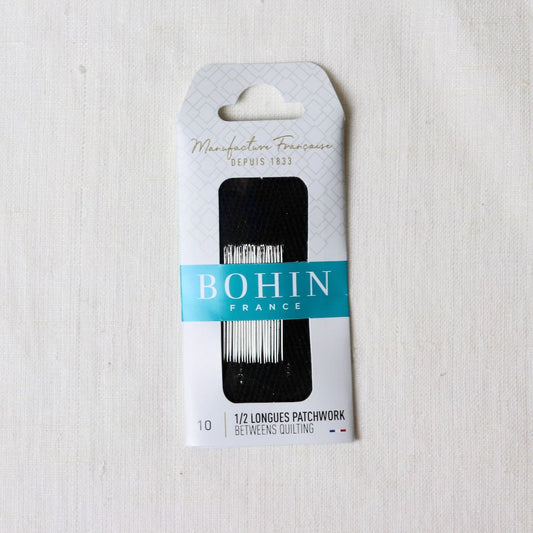 Manufacture Française
DEPUIS 1833
BOHIN
FRANCE
10
1/2 LONGUES PATCHWORK
BETWEENS QUILTING